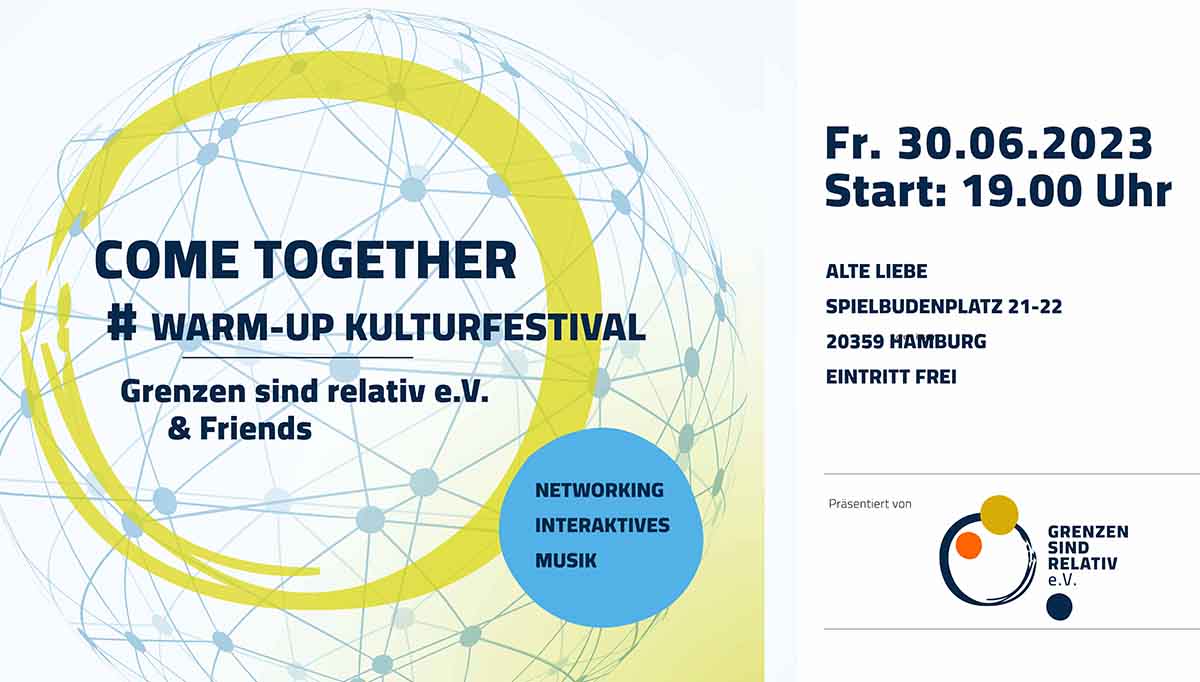 COME TOGETHER
# WARM-UP KULTURFESTIVAL
Grenzen sind relativ e.V.
& Friends
NETWORKING
INTERAKTIVES
MUSIK
Fr. 30.06.2023
Start: 19.00 Uhr
ALTE LIEBE
SPIELBUDENPLATZ 21-22
20359 HAMBURG
EINTRITT FREI
Präsentiert von
GRENZEN
SIND
RELATIV
e.V.